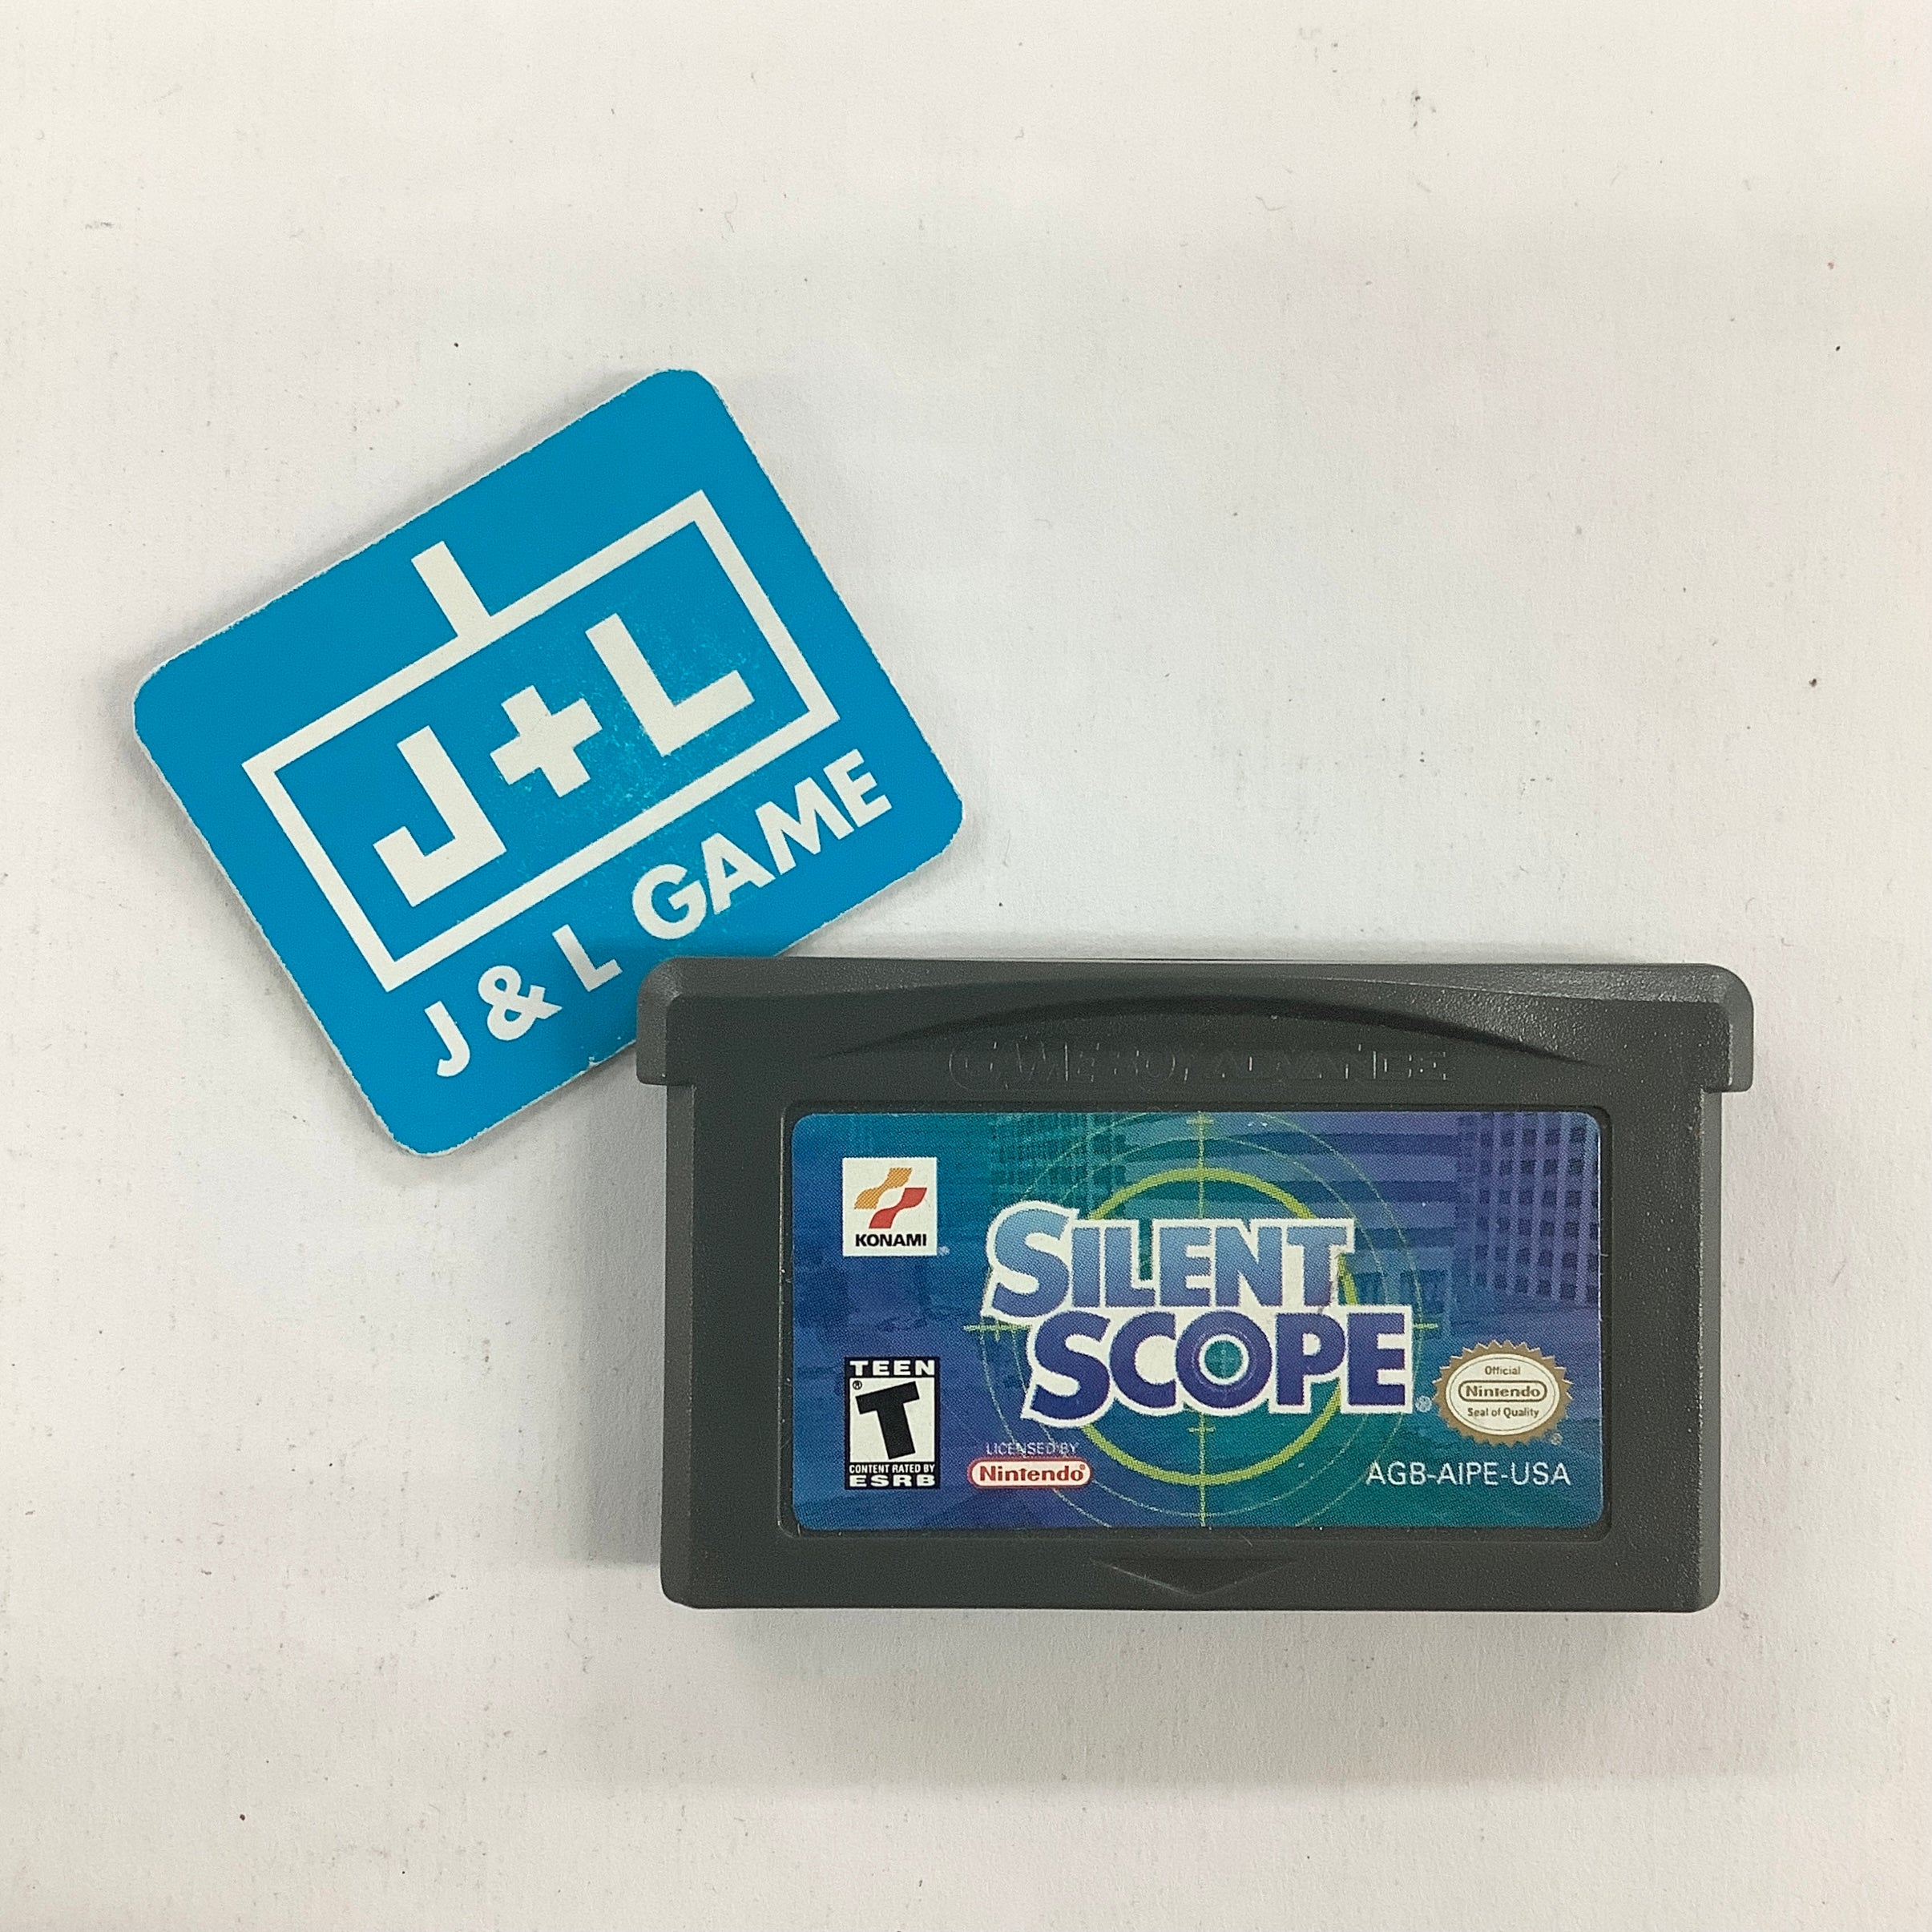 J+L
J & L GAME
GAME BOY ADVANCE
KONAMI
SILENT
SCOPE
TEEN
T
CONTENT RATED BY
ESRB
LICENSED BY
Nintendo
Official
Nintendo
Seal of Quality
AGB-AIPE-USA